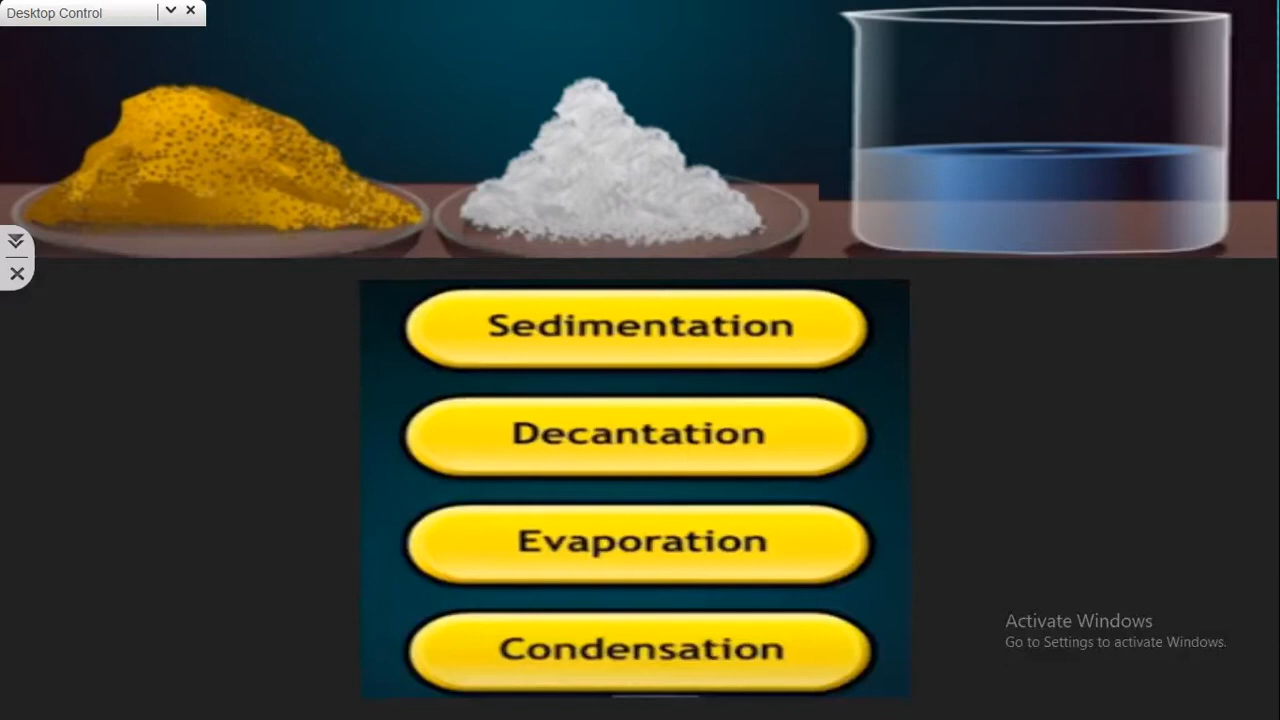 Desktop Control
Sedimentation
Decantation
Evaporation
Condensation
Activate Windows
Go to Settings to activate Windows.